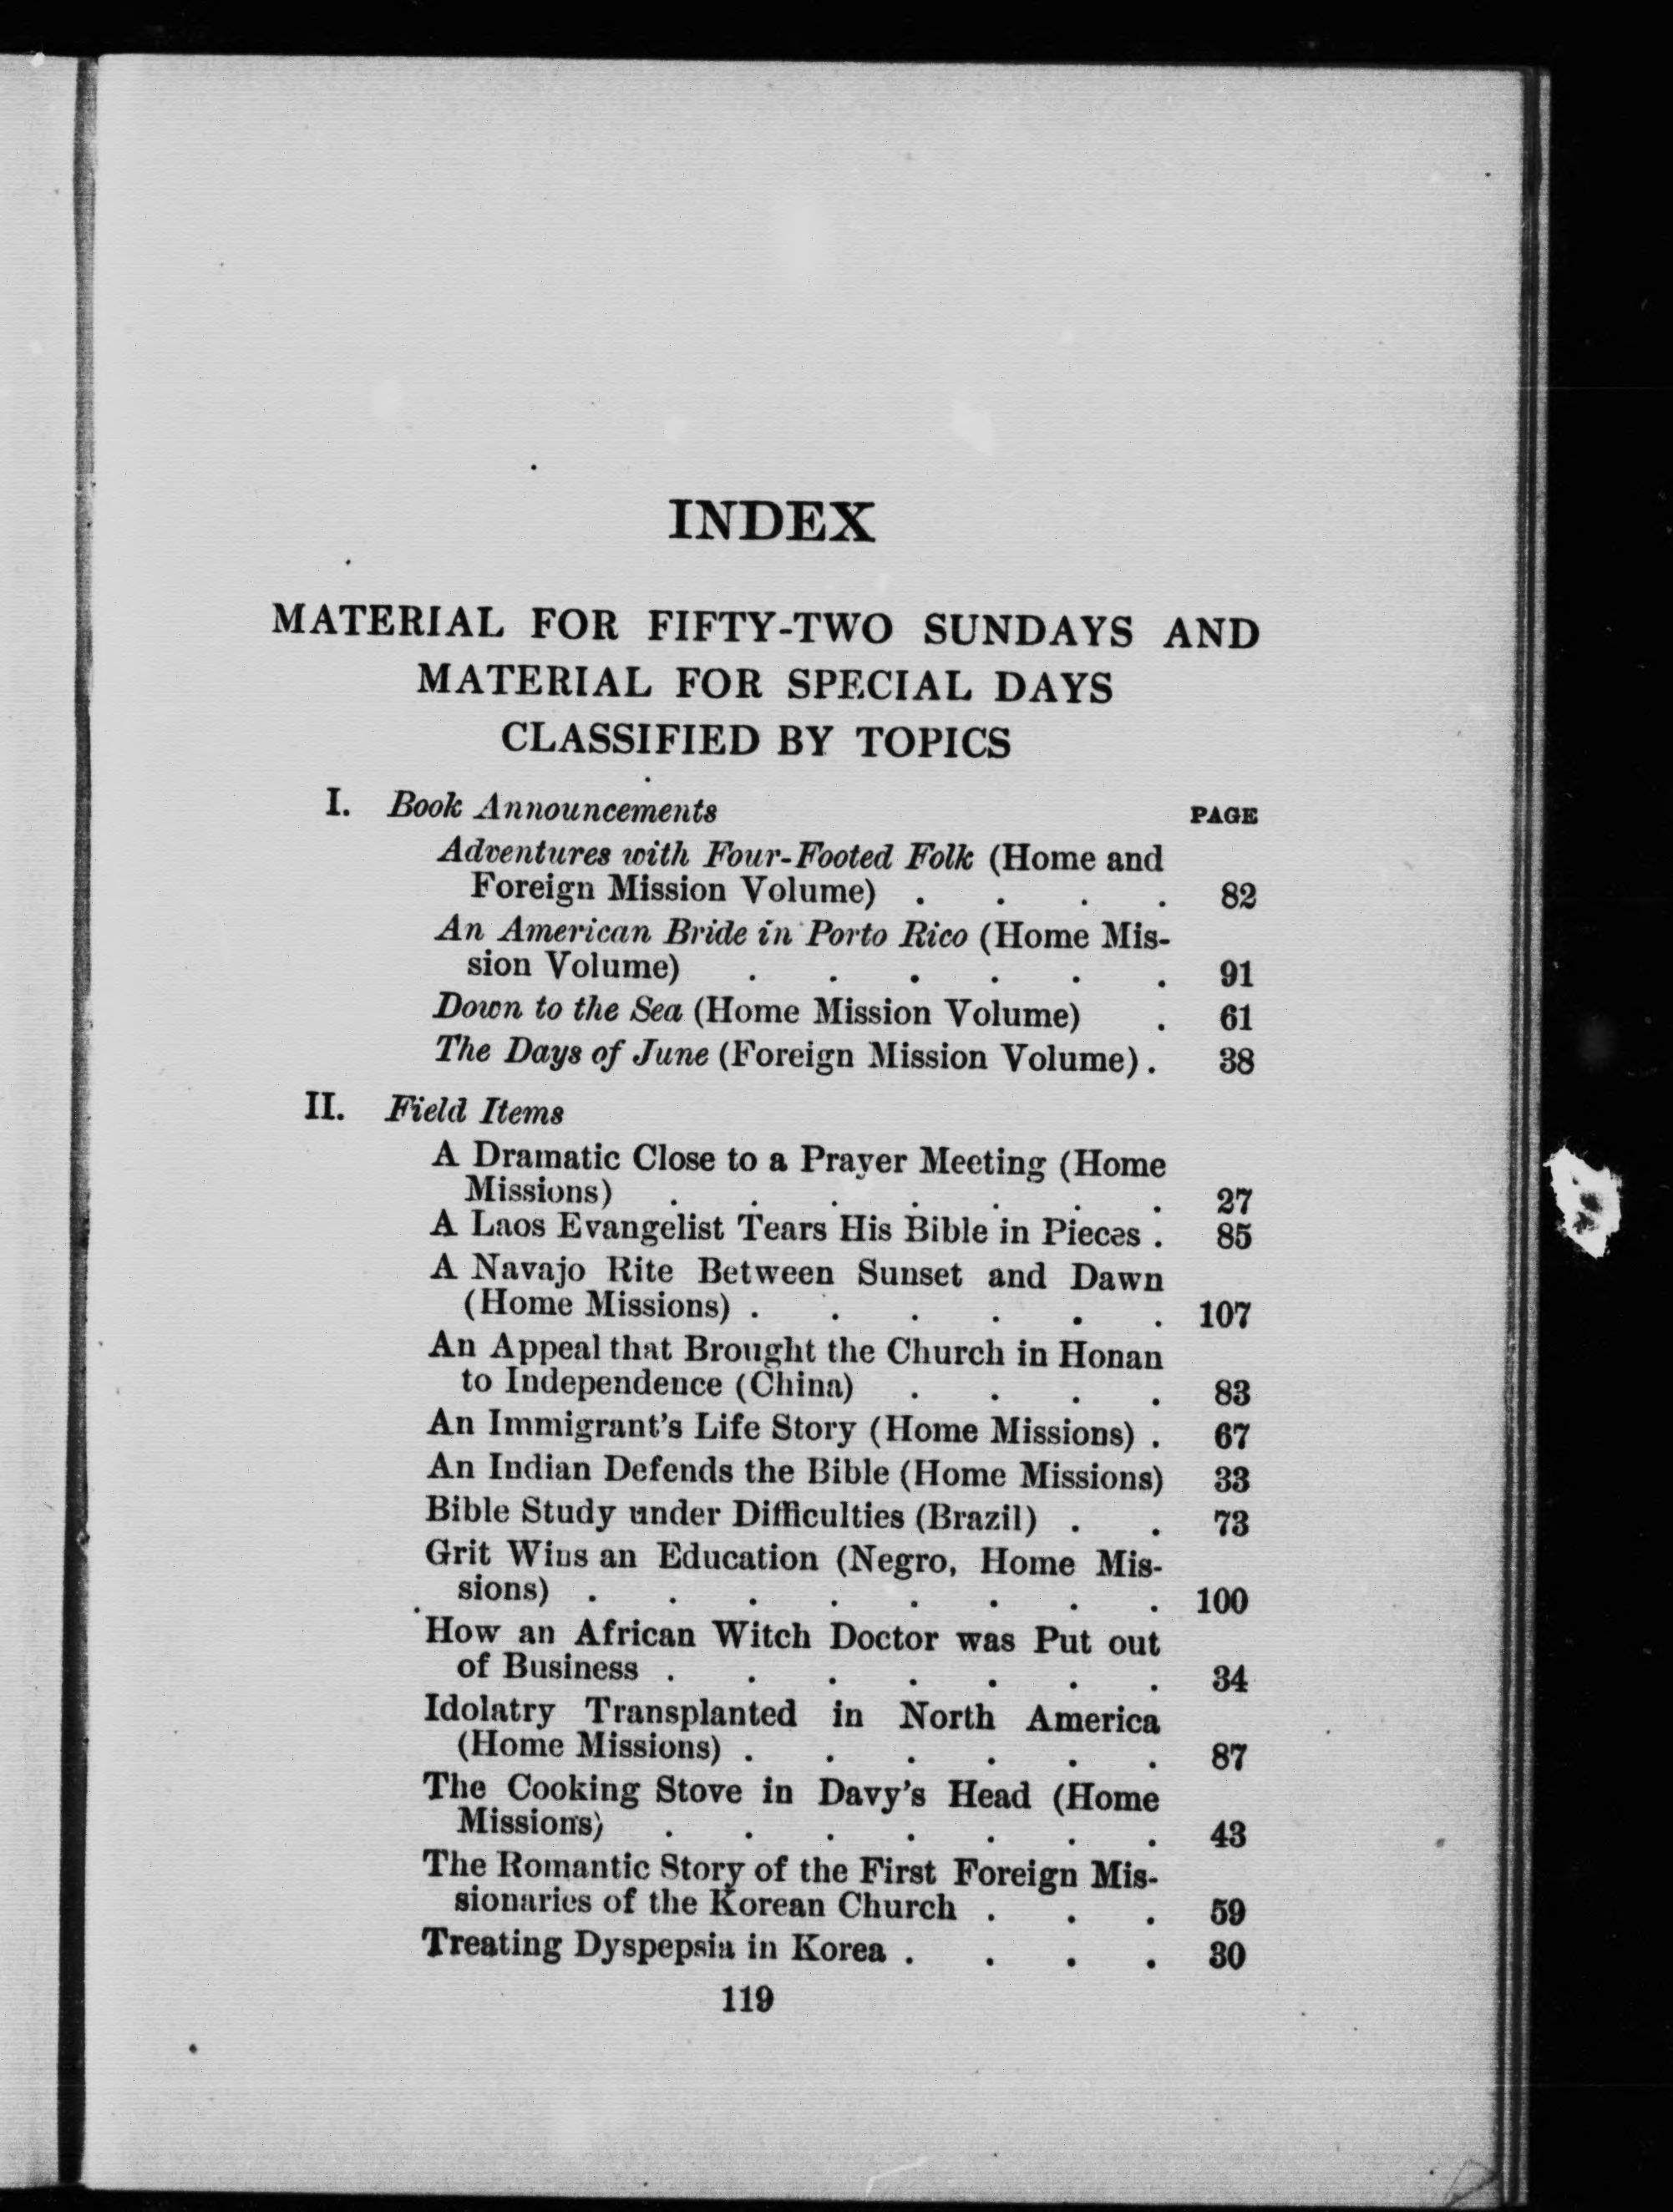 INDEX
MATERIAL FOR FIFTY-TWO SUNDAYS AND
MATERIAL FOR SPECIAL DAYS
CLASSIFIED BY TOPICS
I. Book Announcements PAGE
Adventures with Four-Footed Folk (Home and
Foreign Mission Volume) . . . . 82
An American Bride in Porto Rico (Home Mis-
sion Volume) . . . . . . 91
Down to the Sea (Home Mission Volume) . 61
The Days of June (Foreign Mission Volume) . 38
II. Field Items
A Dramatic Close to a Prayer Meeting (Home
Missions) . . . . . . . 27
A Laos Evangelist Tears His Bible in Pieces . 85
A Navajo Rite Between Sunset and Dawn
(Home Missions) . . . . . . 107
An Appeal that Brought the Church in Honan
to Independence (China) . . . . 83
An Immigrant's Life Story (Home Missions) . 67
An Indian Defends the Bible (Home Missions) 33
Bible Study under Difficulties (Brazil) . . 73
Grit Wins an Education (Negro, Home Mis-
sions) . . . . . . . . 100
How an African Witch Doctor was Put out
of Business . . . . . . . 34
Idolatry Transplanted in North America
(Home Missions) . . . . . . 87
The Cooking Stove in Davy's Head (Home
Missions) . . . . . . . 43
The Romantic Story of the First Foreign Mis-
sionaries of the Korean Church . . . 59
Treating Dyspepsia in Korea . . . . 30
119